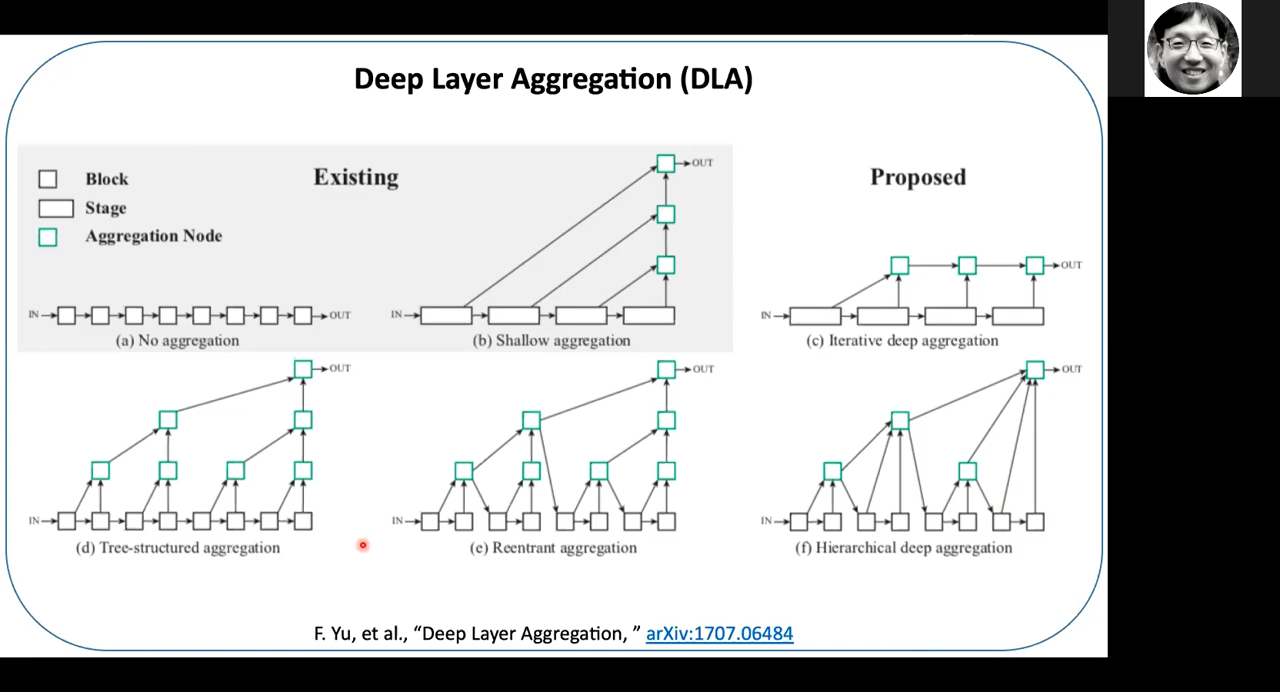 Deep Layer Aggregation (DLA)
Block
Stage
Aggregation Node
Existing
Proposed
IN
OUT
(a) No aggregation
IN
OUT
(b) Shallow aggregation
IN
OUT
(c) Iterative deep aggregation
IN
OUT
(d) Tree-structured aggregation
IN
OUT
(e) Reentrant aggregation
IN
OUT
(f) Hierarchical deep aggregation
F. Yu, et al., “Deep Layer Aggregation, ” arXiv:1707.06484